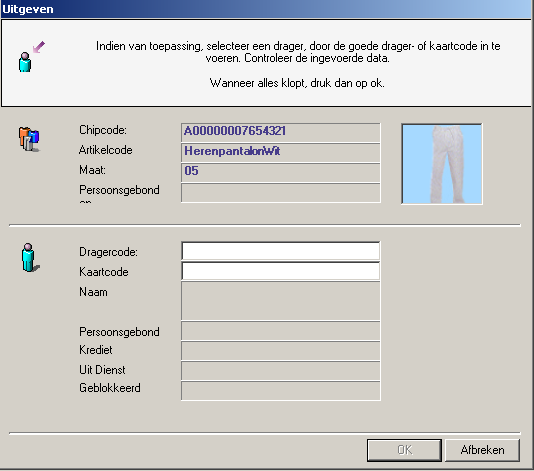 Uitgeven
Indien van toepassing, selecteer een drager, door de goede drager- of kaartcode in te
voeren. Controleer de ingevoerde data.
Wanneer alles klopt, druk dan op ok.
Chipcode: A00000007654321
Artikelcode HerenpantalonWit
Maat: 05
Persoonsgebond
Dragercode:
Kaartcode
Naam
Persoonsgebond
Krediet
Uit Dienst
Geblokkeerd
OK Afbreken